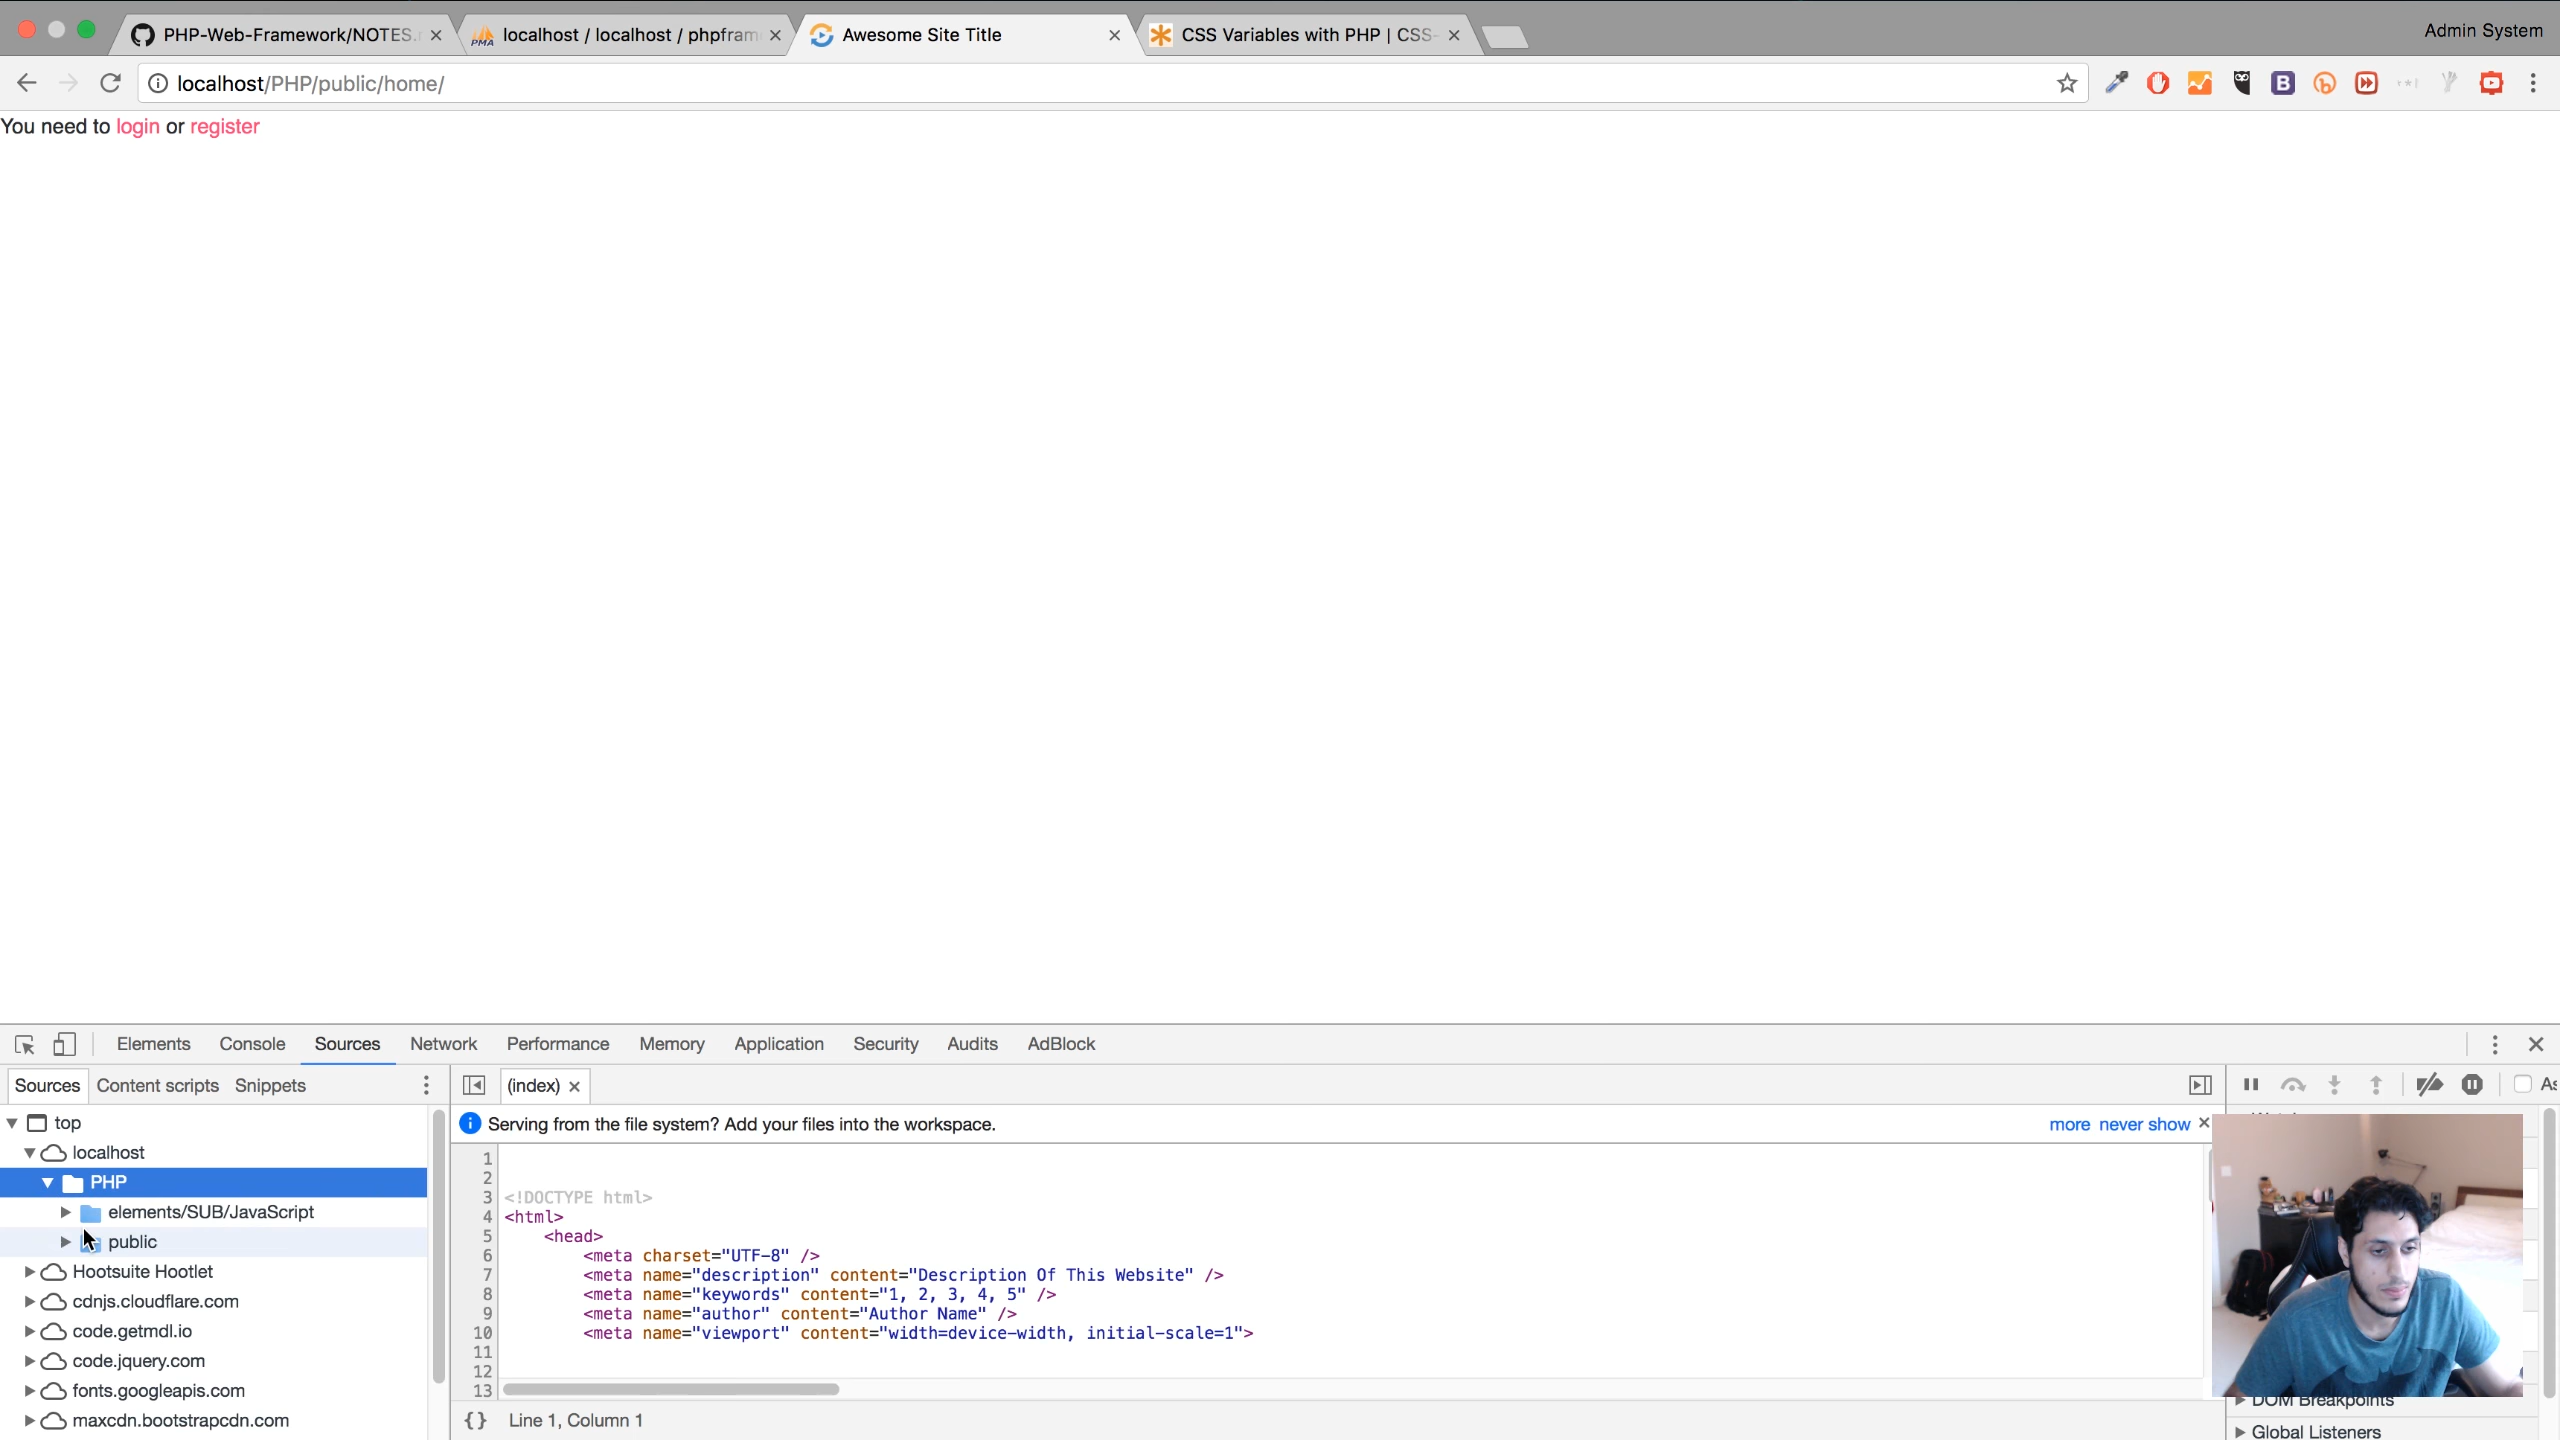 PHP-Web-Framework/NOTES.
localhost / localhost / phpfram
Awesome Site Title
CSS Variables with PHP | CSS-
Admin System
localhost/PHP/public/home/
You need to login or register
Elements Console Sources Network Performance Memory Application Security Audits AdBlock
Sources Content scripts Snippets
(index)
As
top
localhost
PHP
elements/SUB/JavaScript
public
Hootsuite Hootlet
cdnjs.cloudflare.com
code.getmdl.io
code.jquery.com
fonts.googleapis.com
maxcdn.bootstrapcdn.com
Serving from the file system? Add your files into the workspace.
more never show
1
2
3 <!DOCTYPE html>
4 <html>
5 <head>
6 <meta charset="UTF-8" />
7 <meta name="description" content="Description Of This Website" />
8 <meta name="keywords" content="1, 2, 3, 4, 5" />
9 <meta name="author" content="Author Name" />
10 <meta name="viewport" content="width=device-width, initial-scale=1">
11
12
13
{} Line 1, Column 1
DOM Breakpoints
Global Listeners